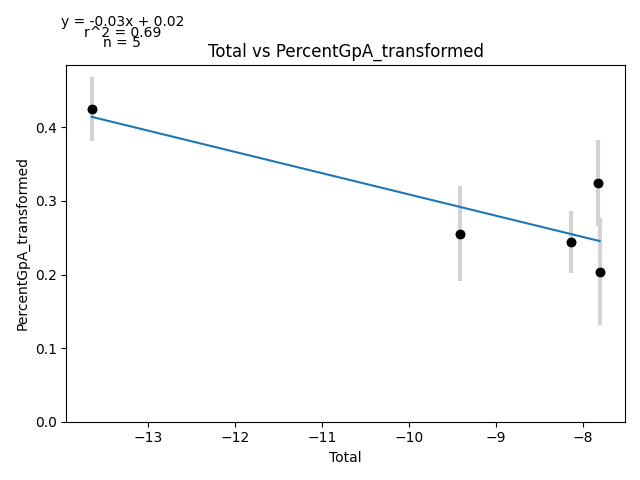 y = -0.03x + 0.02
r^2 = 0.69
n = 5
Total vs PercentGpA_transformed
PercentGpA_transformed
0.4
0.3
0.2
0.1
0.0
−13
−12
−11
−10
−9
−8
Total